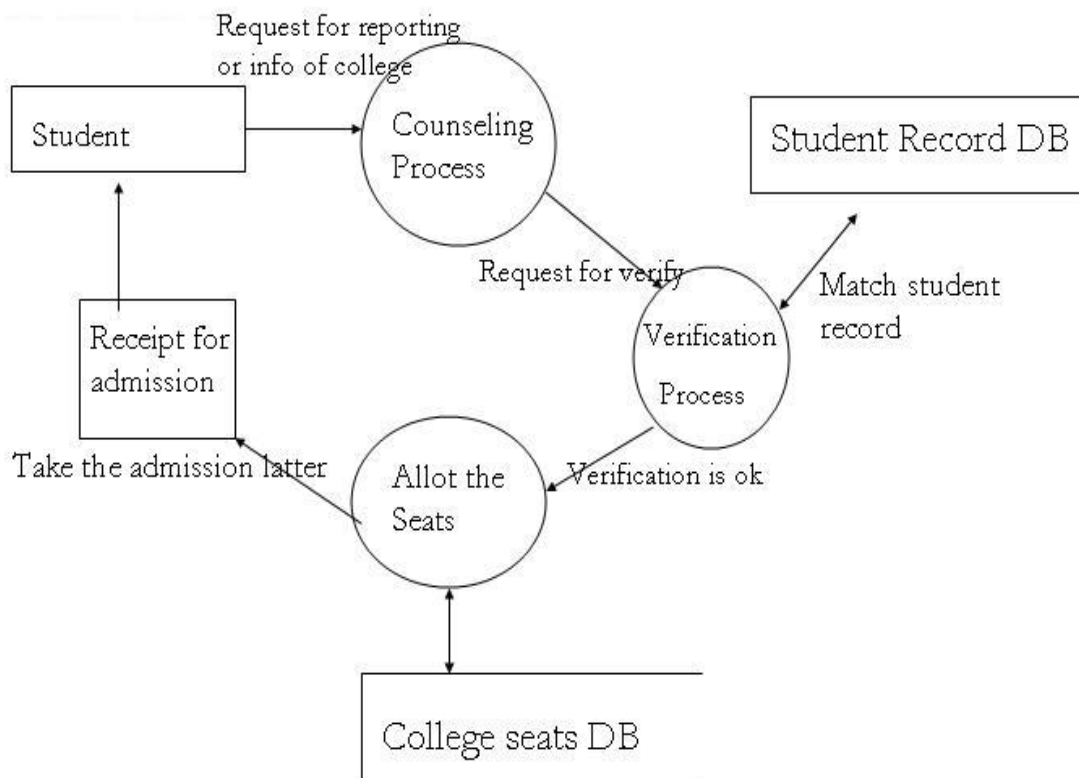 Request for reporting
or info of college
Student
Counseling
Process
Student Record DB
Request for verify
Match student
record
Verification
Process
Receipt for
admission
Take the admission latter
Allot the
Seats
Verification is ok
College seats DB